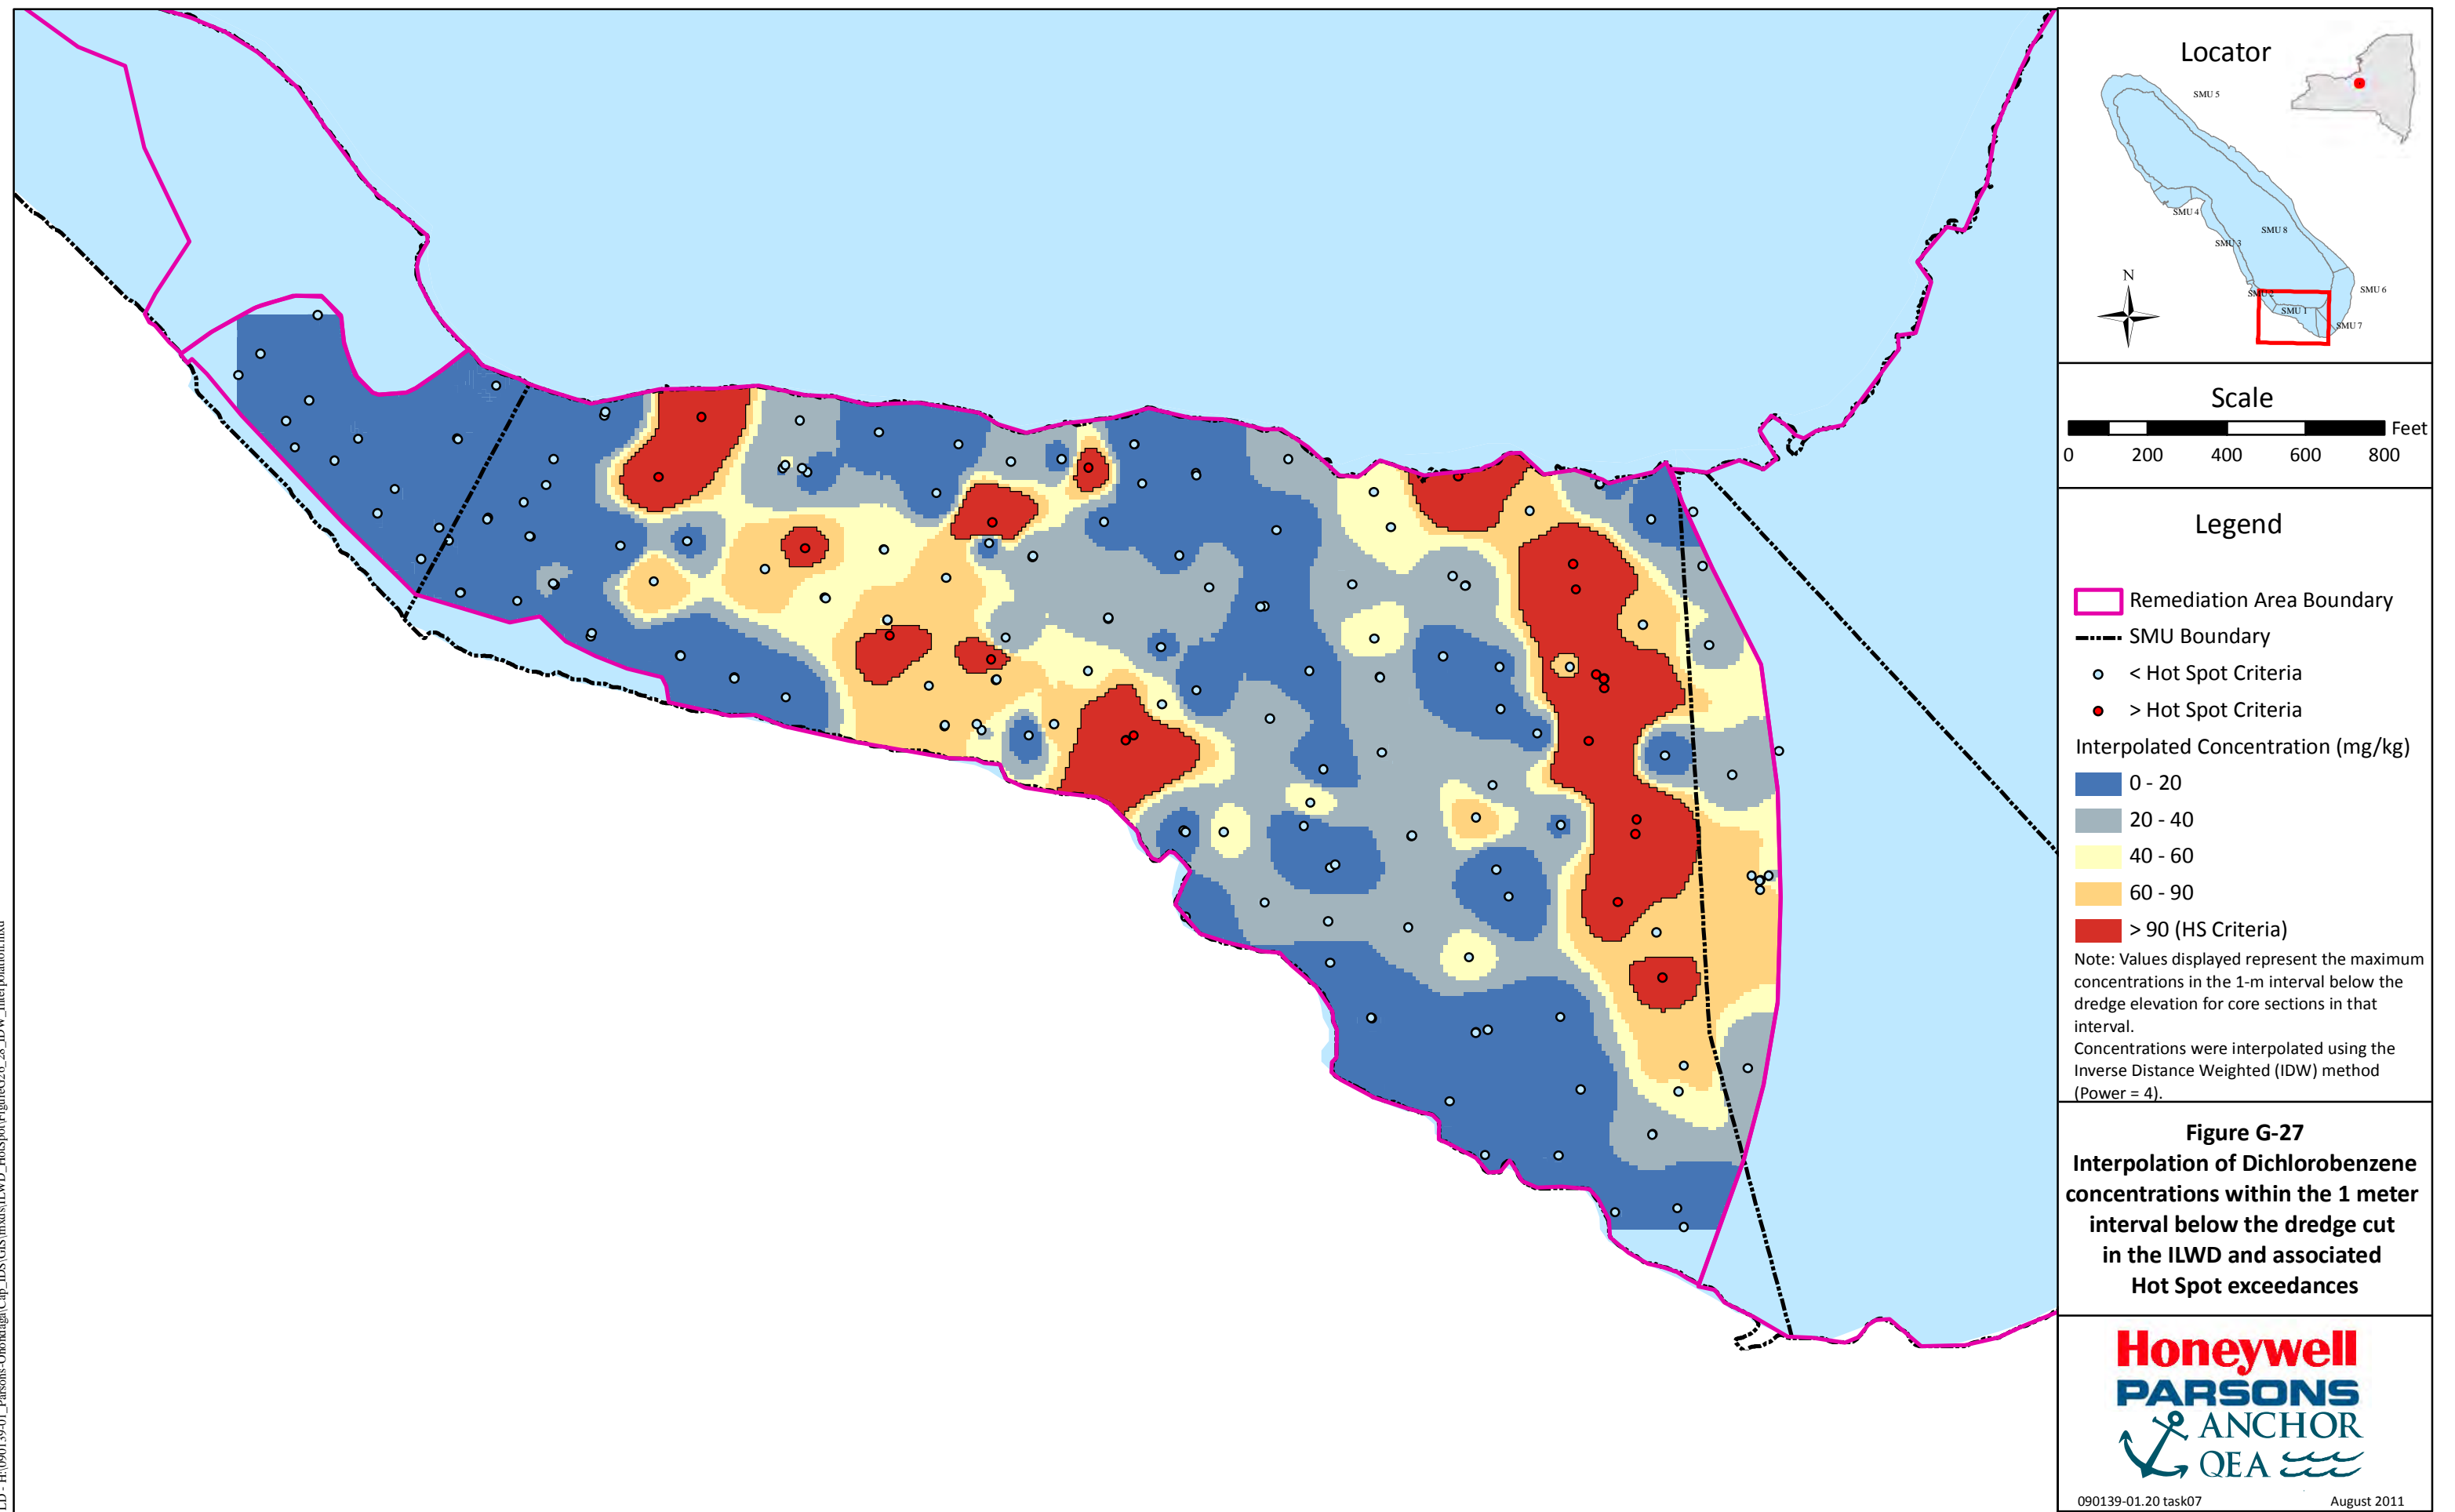 Locator
SMU 5
SMU 4
SMU 8
SMU 3
N
SMU 2
SMU 6
SMU 1
SMU 7
Scale
Feet
0 200 400 600 800
Legend
Remediation Area Boundary
SMU Boundary
< Hot Spot Criteria
> Hot Spot Criteria
Interpolated Concentration (mg/kg)
0 - 20
20 - 40
40 - 60
60 - 90
> 90 (HS Criteria)
Note: Values displayed represent the maximum
concentrations in the 1-m interval below the
dredge elevation for core sections in that
interval.
Concentrations were interpolated using the
Inverse Distance Weighted (IDW) method
(Power = 4).
Figure G-27
Interpolation of Dichlorobenzene
concentrations within the 1 meter
interval below the dredge cut
in the ILWD and associated
Hot Spot exceedances
Honeywell
PARSONS
ANCHOR
QEA
090139-01.20 task07 August 2011